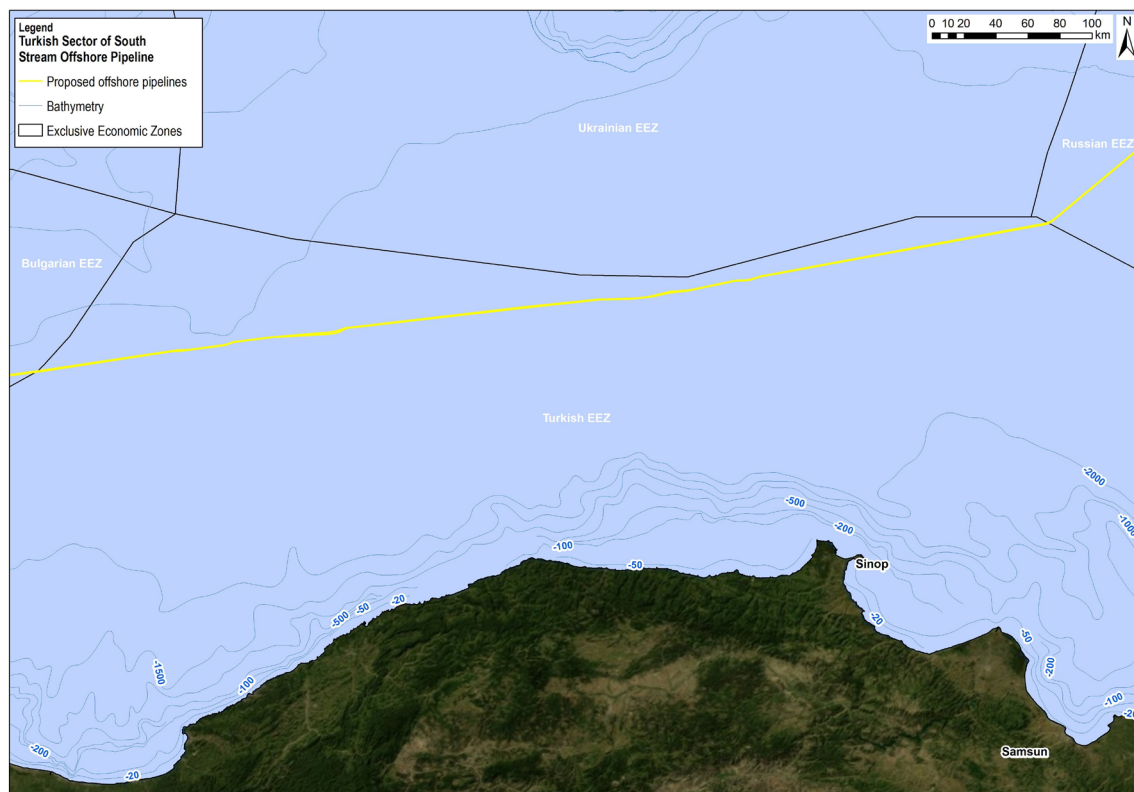 Legend
Turkish Sector of South
Stream Offshore Pipeline
Proposed offshore pipelines
Bathymetry
Exclusive Economic Zones
0 10 20 40 60 80 100
km
N
Ukrainian EEZ
Russian EEZ
Bulgarian EEZ
Turkish EEZ
-2000
-500
-1000
-200
-100
-50
Sinop
-20
-50
-500
-20
-50
-200
-1500
-100
-100
-20
-200
Samsun
-20